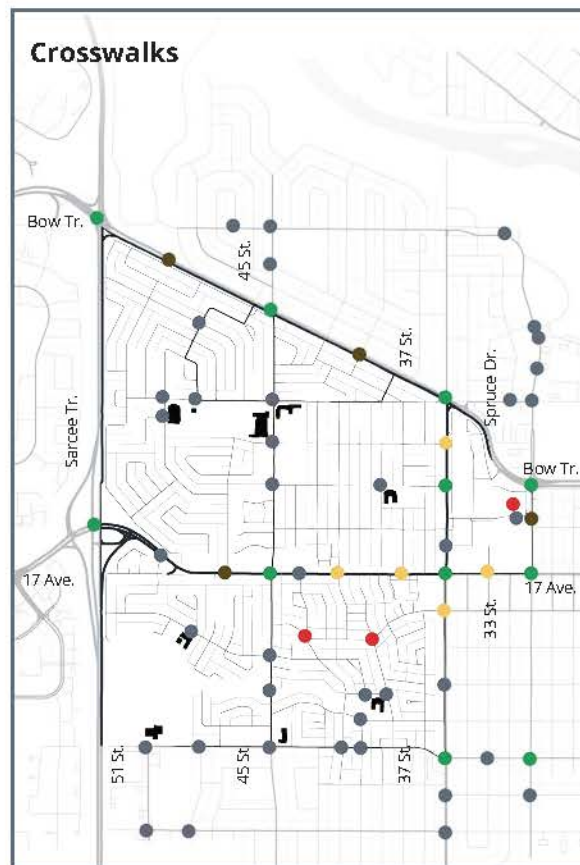 Crosswalks
Bow Tr.
45 St.
37 St.
Spruce Dr.
Sarcee Tr.
Bow Tr.
17 Ave.
17 Ave.
33 St.
51 St.
45 St.
37 St.